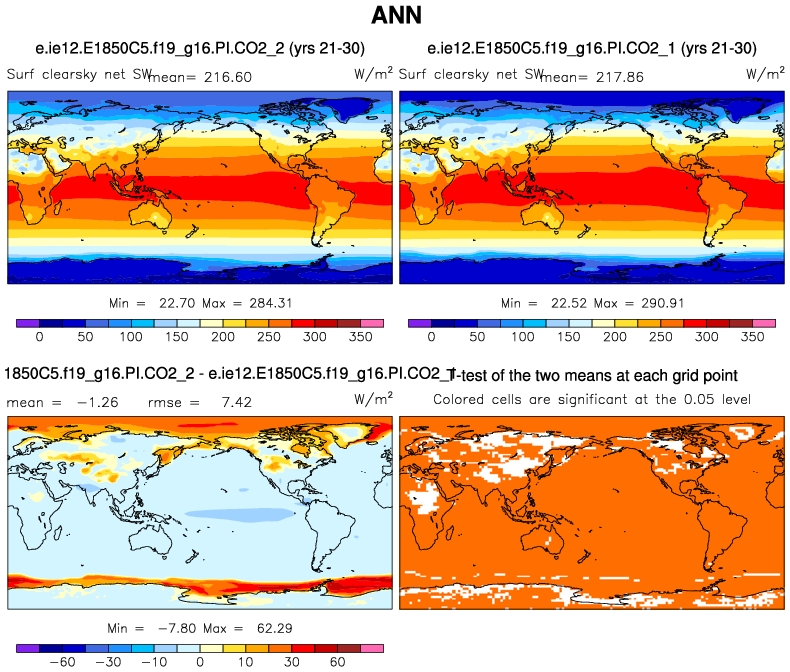 ANN
e.ie12.E1850C5.f19_g16.PI.CO2_2 (yrs 21-30)
Surf clearsky net SW mean= 216.60 W/m²
Min = 22.70 Max = 284.31
0 50 100 150 200 250 300 350
e.ie12.E1850C5.f19_g16.PI.CO2_1 (yrs 21-30)
Surf clearsky net SW mean= 217.86 W/m²
Min = 22.52 Max = 290.91
0 50 100 150 200 250 300 350
1850C5.f19_g16.PI.CO2_2 - e.ie12.E1850C5.f19_g16.PI.CO2_1
mean = −1.26 rmse = 7.42 W/m²
Min = −7.80 Max = 62.29
−60 −30 −10 0 10 30 60
T-test of the two means at each grid point
Colored cells are significant at the 0.05 level